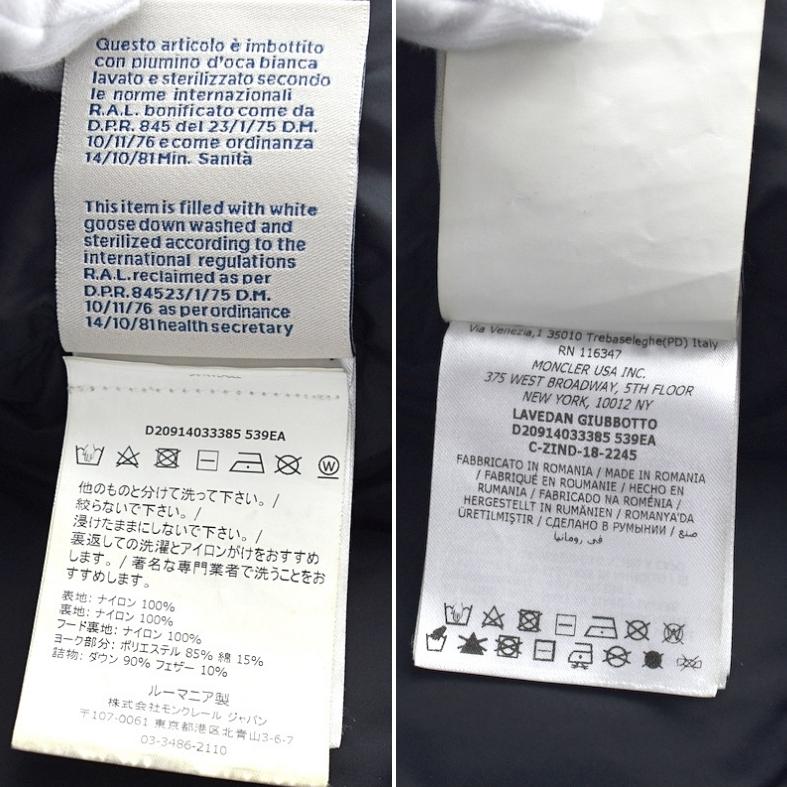 Questo articolo è imbottito
con piumino d'oca bianca
lavato e sterilizzato secondo
le norme internazionali
R.A.L. bonificato come da
D.P.R. 845 del 23/1/75 D.M.
10/11/76 e come ordinanza
14/10/81 Min. Sanità
This item is filled with white
goose down washed and
sterilized according to the
international regulations
R.A.L. reclaimed as per
D.P.R. 84523/1/75 D.M.
10/11/76 as per ordinance
14/10/81 health secretary
D20914033385 539EA
W
他のものと分けて洗って下さい。/
絞らないで下さい。/
浸けたままにしないで下さい。/
裏返しての洗濯とアイロンがけをおすすめ
します。/ 著名な専門業者で洗うことをお
すすめします。
表地: ナイロン 100%
裏地: ナイロン 100%
フード裏地: ナイロン 100%
ヨーク部分: ポリエステル 85% 綿 15%
詰物: ダウン 90% フェザー 10%
ルーマニア製
株式会社モンクレール ジャパン
〒107-0061 東京都港区北青山3-6-7
03-3486-2110
Via Venezia,1 35010 Trebaseleghe(PD) Italy
RN 116347
MONCLER USA INC.
375 WEST BROADWAY, 5TH FLOOR
NEW YORK, 10012 NY
LAVEDAN GIUBBOTTO
D20914033385 539EA
C-ZIND-18-2245
FABBRICATO IN ROMANIA / MADE IN ROMANIA
/ FABRIQUÉ EN ROUMANIE / HECHO EN
RUMANIA / FABRICADO NA ROMÉNIA /
HERGESTELLT IN RUMÄNIEN / ROMANYA'DA
ÜRETILMIŞTIR / СДЕЛАНО В РУМЫНИИ / صنع
في رومانيا